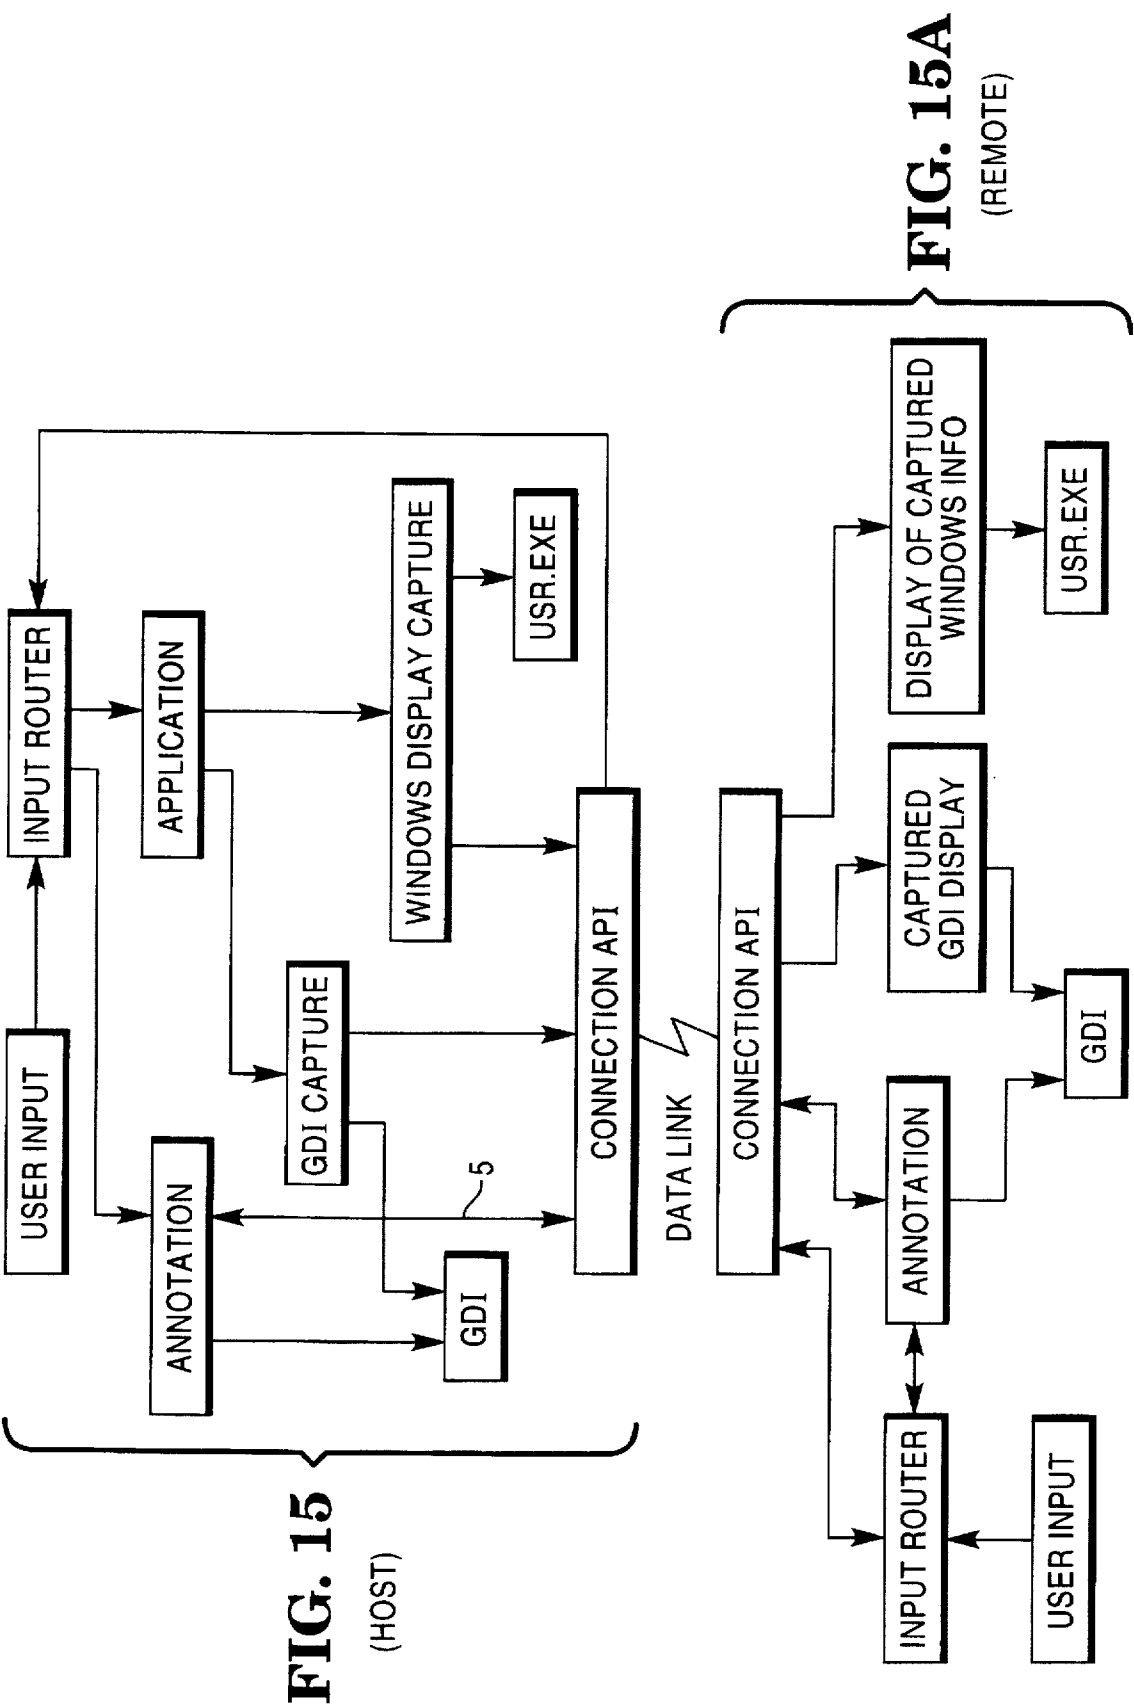 FIG. 15
(HOST)
USER INPUT
INPUT ROUTER
ANNOTATION
APPLICATION
GDI CAPTURE
WINDOWS DISPLAY CAPTURE
GDI
5
USR.EXE
CONNECTION API
DATA LINK
CONNECTION API
INPUT ROUTER
ANNOTATION
CAPTURED
GDI DISPLAY
DISPLAY OF CAPTURED
WINDOWS INFO
USER INPUT
GDI
USR.EXE
FIG. 15A
(REMOTE)